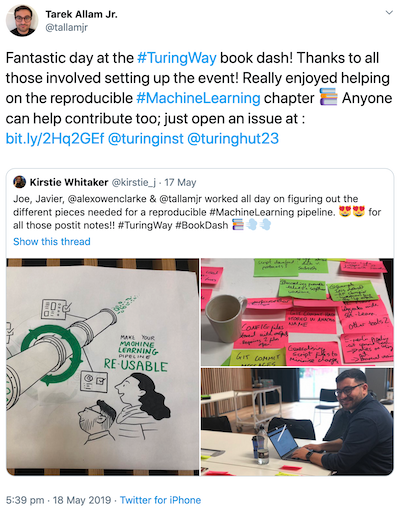 Tarek Allam Jr.
@tallamjr
Fantastic day at the #TuringWay book dash! Thanks to all
those involved setting up the event! Really enjoyed helping
on the reproducible #MachineLearning chapter 📚 Anyone
can help contribute too; just open an issue at :
bit.ly/2Hq2GEf @turinginst @turinghut23
Kirstie Whitaker @kirstie_j · 17 May
Joe, Javier, @alexowenclarke & @tallamjr worked all day on figuring out the
different pieces needed for a reproducible #MachineLearning pipeline. 😍😍 for
all those postit notes!! #TuringWay #BookDash 📚💨💨
Show this thread
MAKE YOUR
MACHINE
LEARNING
PIPELINE
RE-USABLE
GIT COMMIT
5:39 pm · 18 May 2019 · Twitter for iPhone